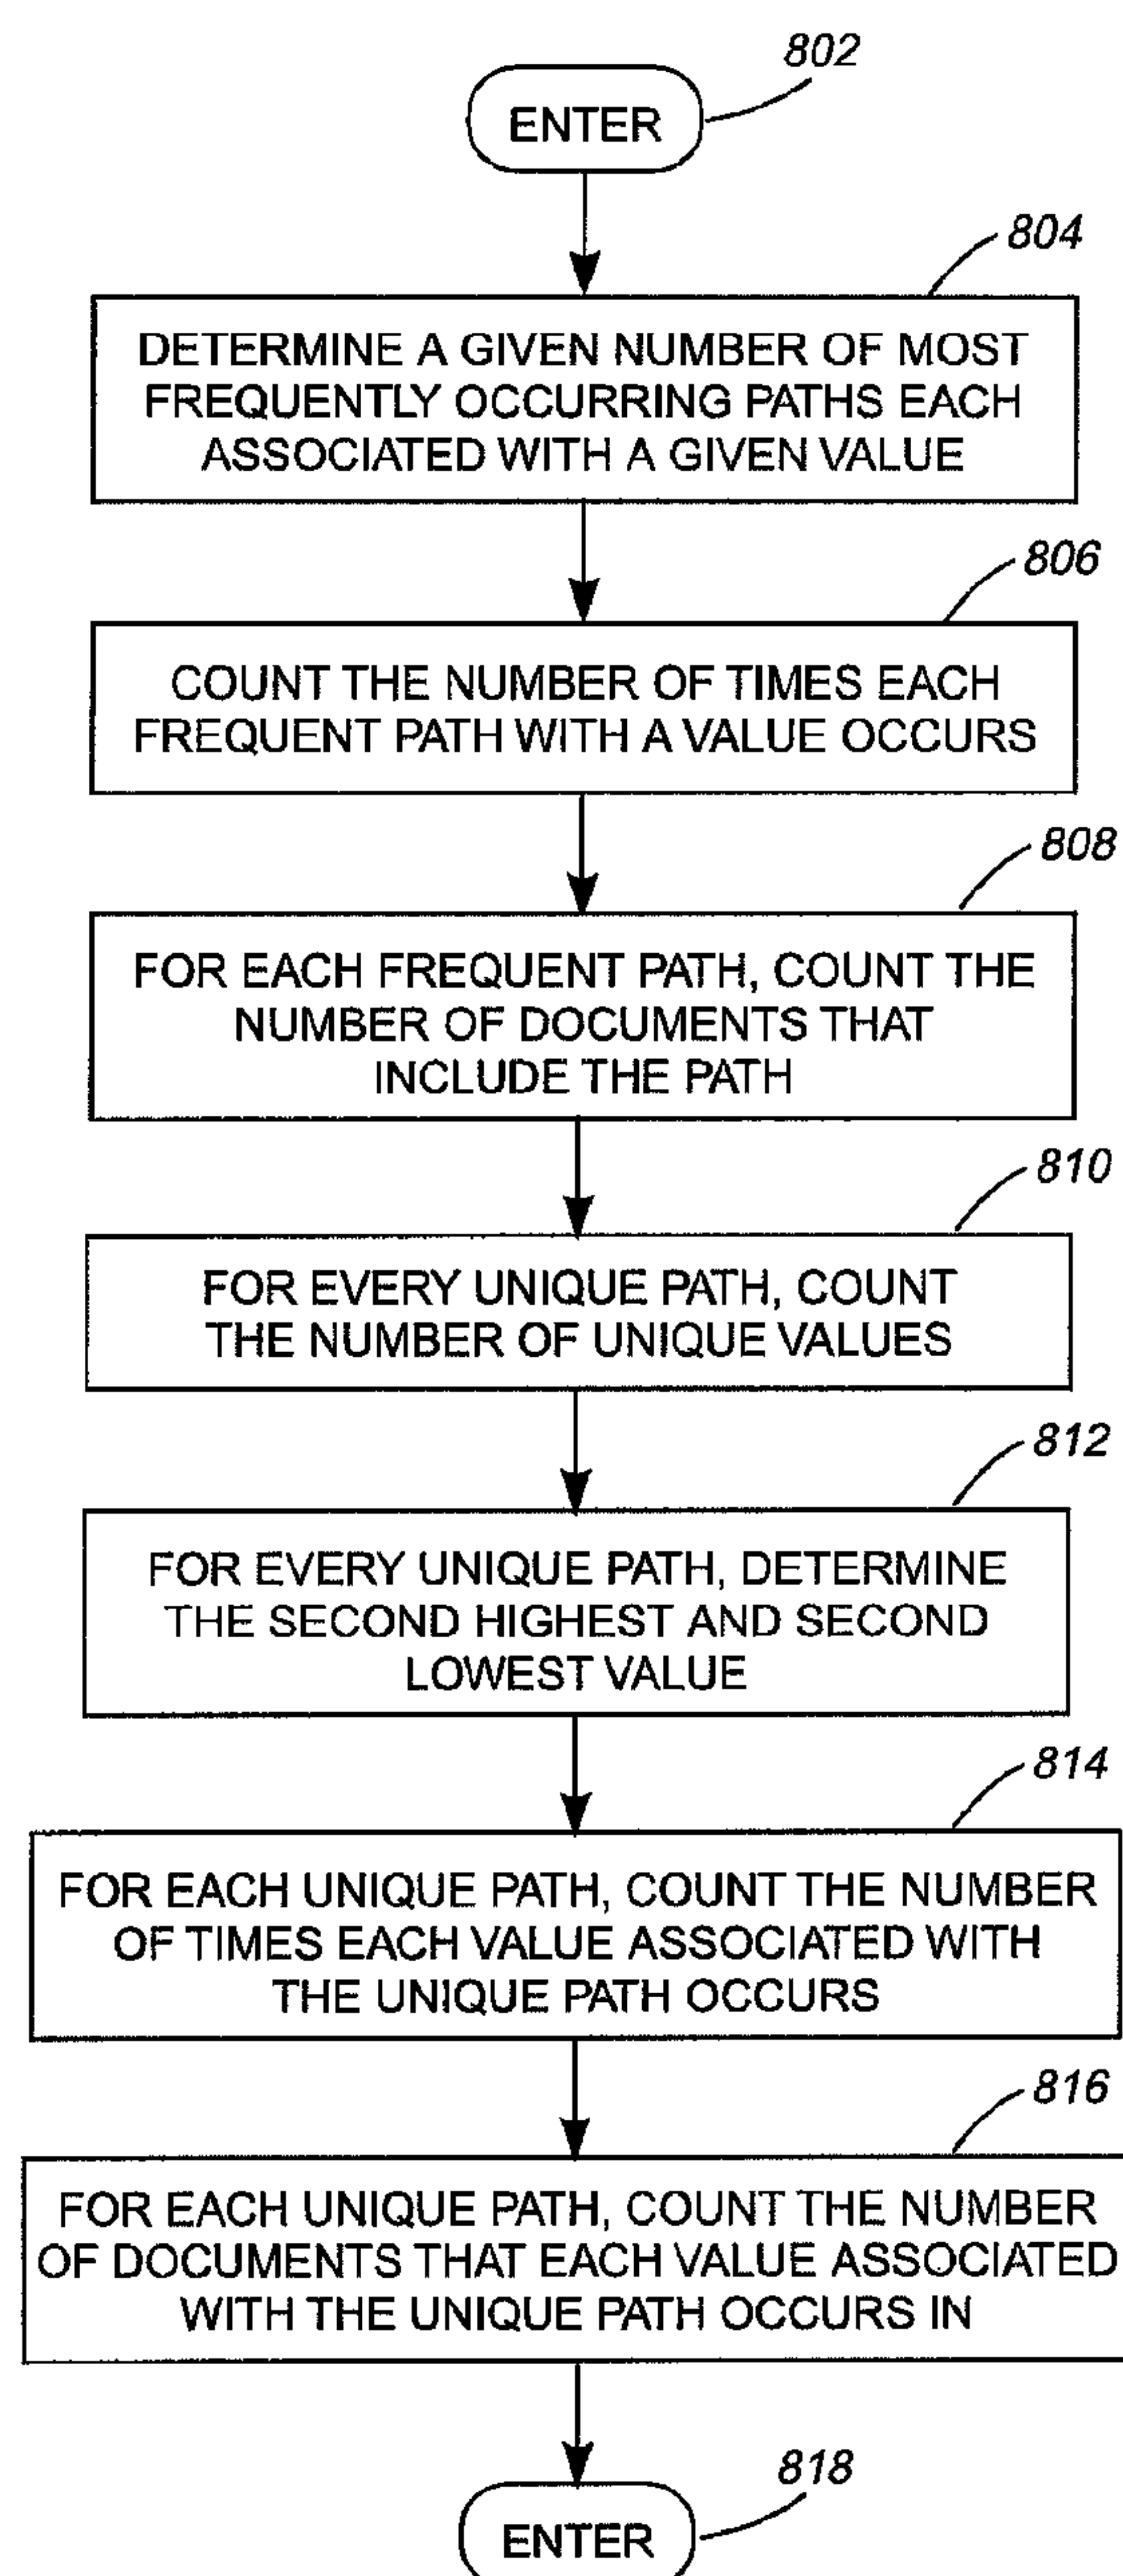 802
ENTER
804
DETERMINE A GIVEN NUMBER OF MOST
FREQUENTLY OCCURRING PATHS EACH
ASSOCIATED WITH A GIVEN VALUE
806
COUNT THE NUMBER OF TIMES EACH
FREQUENT PATH WITH A VALUE OCCURS
808
FOR EACH FREQUENT PATH, COUNT THE
NUMBER OF DOCUMENTS THAT
INCLUDE THE PATH
810
FOR EVERY UNIQUE PATH, COUNT
THE NUMBER OF UNIQUE VALUES
812
FOR EVERY UNIQUE PATH, DETERMINE
THE SECOND HIGHEST AND SECOND
LOWEST VALUE
814
FOR EACH UNIQUE PATH, COUNT THE NUMBER
OF TIMES EACH VALUE ASSOCIATED WITH
THE UNIQUE PATH OCCURS
816
FOR EACH UNIQUE PATH, COUNT THE NUMBER
OF DOCUMENTS THAT EACH VALUE ASSOCIATED
WITH THE UNIQUE PATH OCCURS IN
818
ENTER